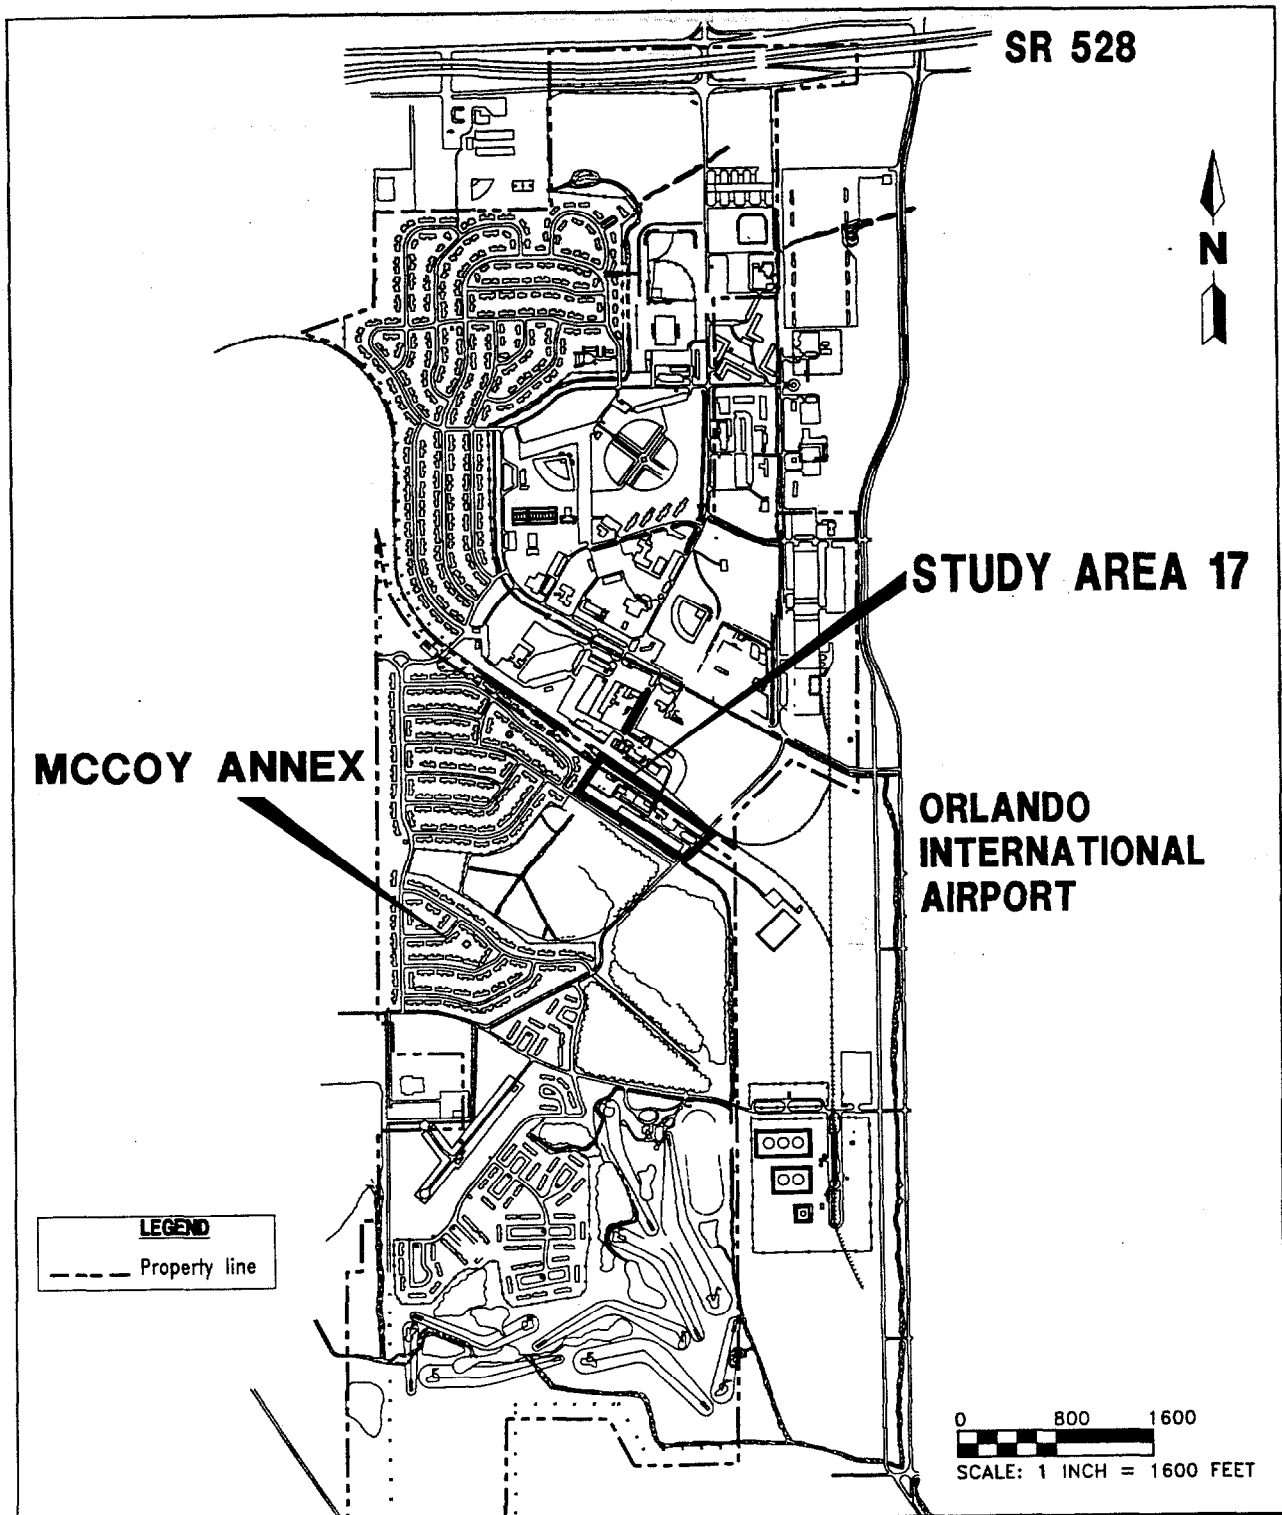 SR 528
N
STUDY AREA 17
MCCOY ANNEX
ORLANDO
INTERNATIONAL
AIRPORT
LEGEND
Property line
0 800 1600
SCALE: 1 INCH = 1600 FEET